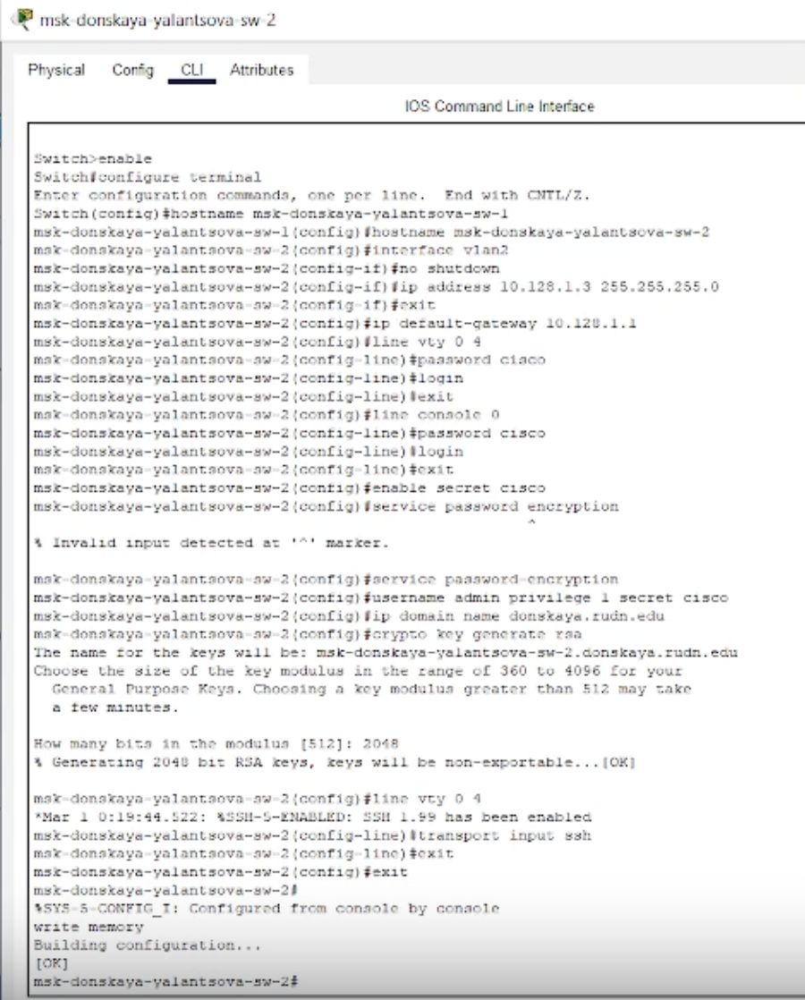 msk-donskaya-yalantsova-sw-2
Physical Config CLI Attributes
IOS Command Line Interface
Switch>enable
Switch#configure terminal
Enter configuration commands, one per line.  End with CNTL/Z.
Switch(config)#hostname msk-donskaya-yalantsova-sw-1
msk-donskaya-yalantsova-sw-1(config)#hostname msk-donskaya-yalantsova-sw-2
msk-donskaya-yalantsova-sw-2(config)#interface vlan2
msk-donskaya-yalantsova-sw-2(config-if)#no shutdown
msk-donskaya-yalantsova-sw-2(config-if)#ip address 10.128.1.3 255.255.255.0
msk-donskaya-yalantsova-sw-2(config-if)#exit
msk-donskaya-yalantsova-sw-2(config)#ip default-gateway 10.128.1.1
msk-donskaya-yalantsova-sw-2(config)#line vty 0 4
msk-donskaya-yalantsova-sw-2(config-line)#password cisco
msk-donskaya-yalantsova-sw-2(config-line)#login
msk-donskaya-yalantsova-sw-2(config-line)#exit
msk-donskaya-yalantsova-sw-2(config)#line console 0
msk-donskaya-yalantsova-sw-2(config-line)#password cisco
msk-donskaya-yalantsova-sw-2(config-line)#login
msk-donskaya-yalantsova-sw-2(config-line)#exit
msk-donskaya-yalantsova-sw-2(config)#enable secret cisco
msk-donskaya-yalantsova-sw-2(config)#service password encryption
^
% Invalid input detected at '^' marker.
msk-donskaya-yalantsova-sw-2(config)#service password-encryption
msk-donskaya-yalantsova-sw-2(config)#username admin privilege 1 secret cisco
msk-donskaya-yalantsova-sw-2(config)#ip domain name donskaya.rudn.edu
msk-donskaya-yalantsova-sw-2(config)#crypto key generate rsa
The name for the keys will be: msk-donskaya-yalantsova-sw-2.donskaya.rudn.edu
Choose the size of the key modulus in the range of 360 to 4096 for your
General Purpose Keys. Choosing a key modulus greater than 512 may take
a few minutes.
How many bits in the modulus [512]: 2048
% Generating 2048 bit RSA keys, keys will be non-exportable...[OK]
msk-donskaya-yalantsova-sw-2(config)#line vty 0 4
*Mar 1 0:19:44.522: %SSH-5-ENABLED: SSH 1.99 has been enabled
msk-donskaya-yalantsova-sw-2(config-line)#transport input ssh
msk-donskaya-yalantsova-sw-2(config-line)#exit
msk-donskaya-yalantsova-sw-2(config)#exit
msk-donskaya-yalantsova-sw-2#
%SYS-5-CONFIG_I: Configured from console by console
write memory
Building configuration...
[OK]
msk-donskaya-yalantsova-sw-2#